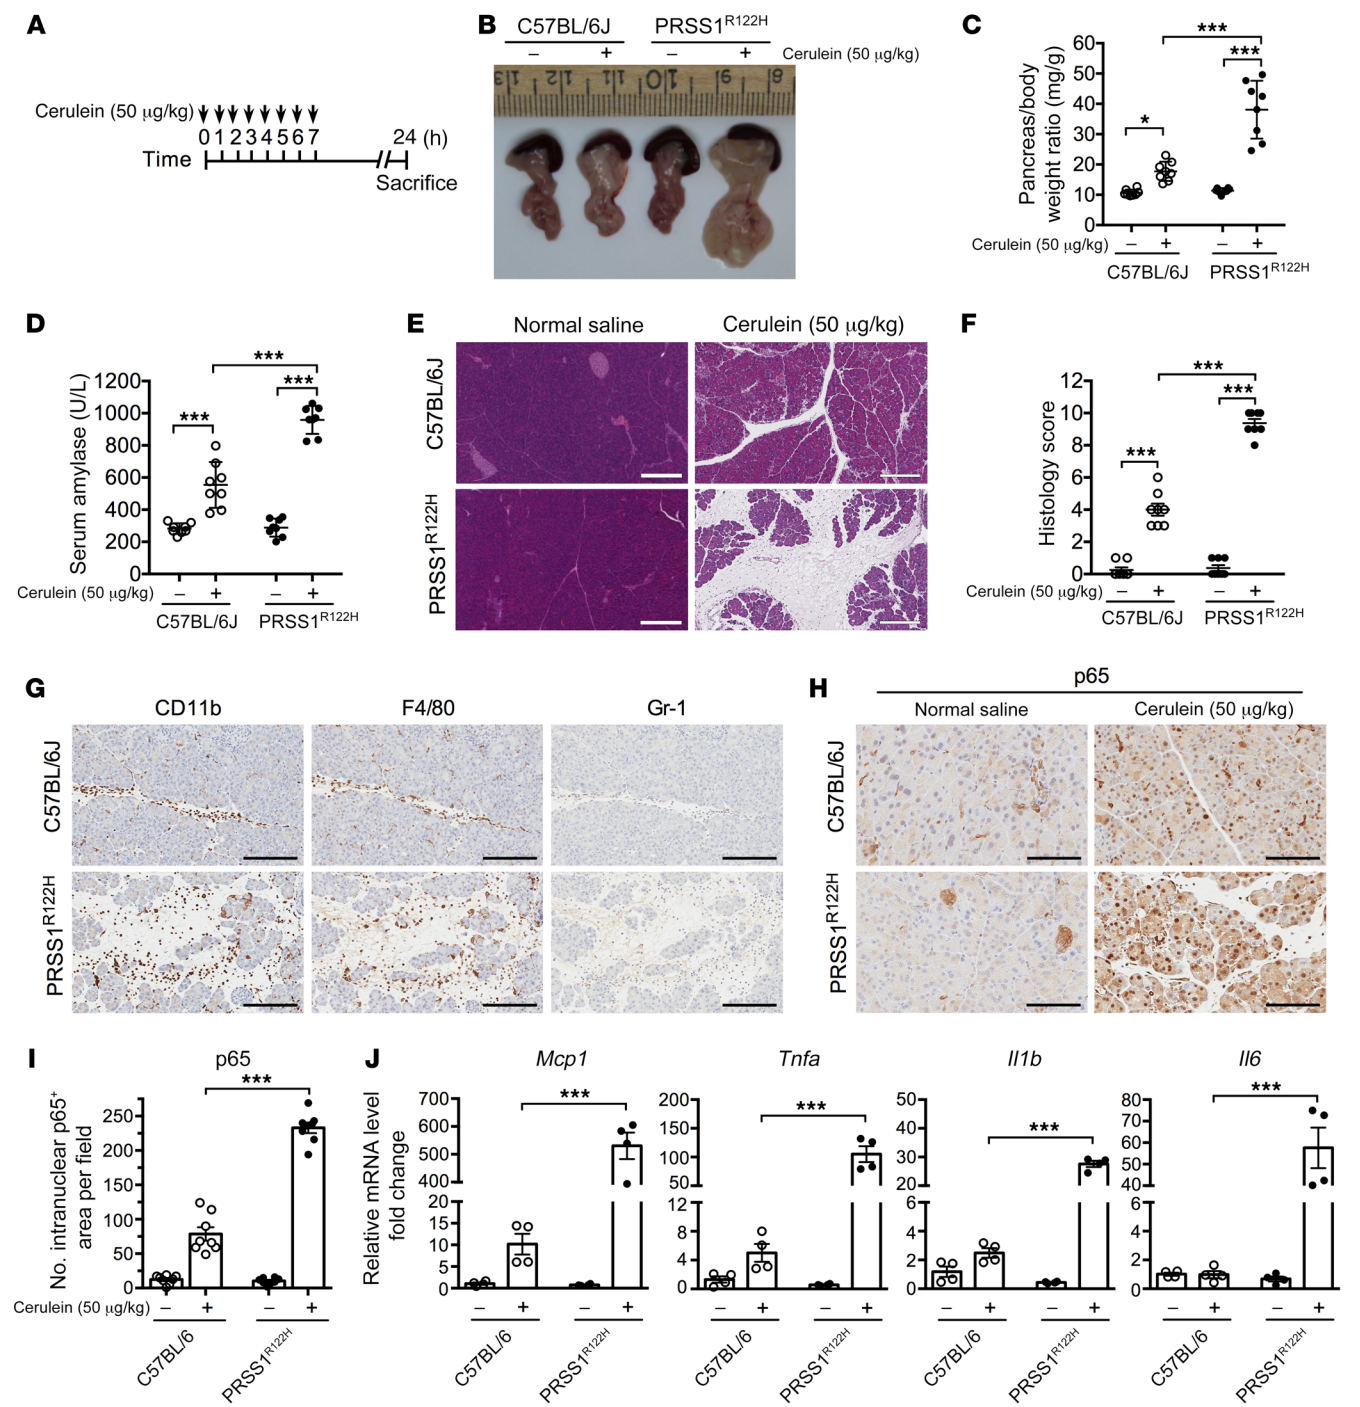 A
Cerulein (50 µg/kg)
0 1 2 3 4 5 6 7 24 (h)
Time
Sacrifice
B
C57BL/6J PRSS1R122H
– + – + Cerulein (50 µg/kg)
13 12 11 10 9 8
C
Pancreas/body
weight ratio (mg/g)
60
50
40
30
20
10
0
*
***
***
Cerulein (50 µg/kg) – + – +
C57BL/6J PRSS1R122H
D
Serum amylase (U/L)
1200
1000
800
600
400
200
0
***
***
***
Cerulein (50 µg/kg) – + – +
C57BL/6J PRSS1R122H
E
Normal saline Cerulein (50 µg/kg)
C57BL/6J
PRSS1R122H
F
Histology score
12
10
8
6
4
2
0
***
***
***
Cerulein (50 µg/kg) – + – +
C57BL/6J PRSS1R122H
G
CD11b F4/80 Gr-1
C57BL/6J
PRSS1R122H
H
p65
Normal saline Cerulein (50 µg/kg)
C57BL/6J
PRSS1R122H
I
p65
No. intranuclear p65+
area per field
250
200
150
100
50
0
***
Cerulein (50 µg/kg) – + – +
C57BL/6 PRSS1R122H
J
Relative mRNA level
fold change
Mcp1
700
600
500
400
20
15
10
5
0
***
– + – +
C57BL/6 PRSS1R122H
Tnfa
200
150
100
50
12
8
4
0
***
– + – +
C57BL/6 PRSS1R122H
Il1b
50
40
30
20
6
4
2
0
***
– + – +
C57BL/6 PRSS1R122H
Il6
80
70
60
50
40
6
4
2
0
***
– + – +
C57BL/6 PRSS1R122H